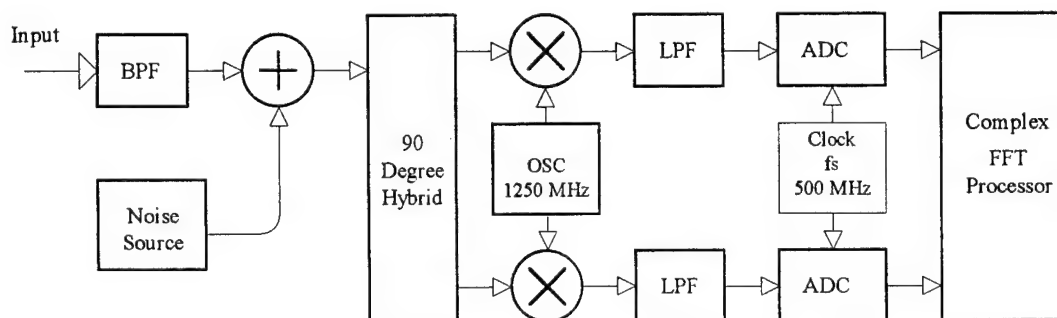 Input
BPF
Noise
Source
90
Degree
Hybrid
OSC
1250 MHz
LPF
ADC
Clock
fs
500 MHz
LPF
ADC
Complex
FFT
Processor